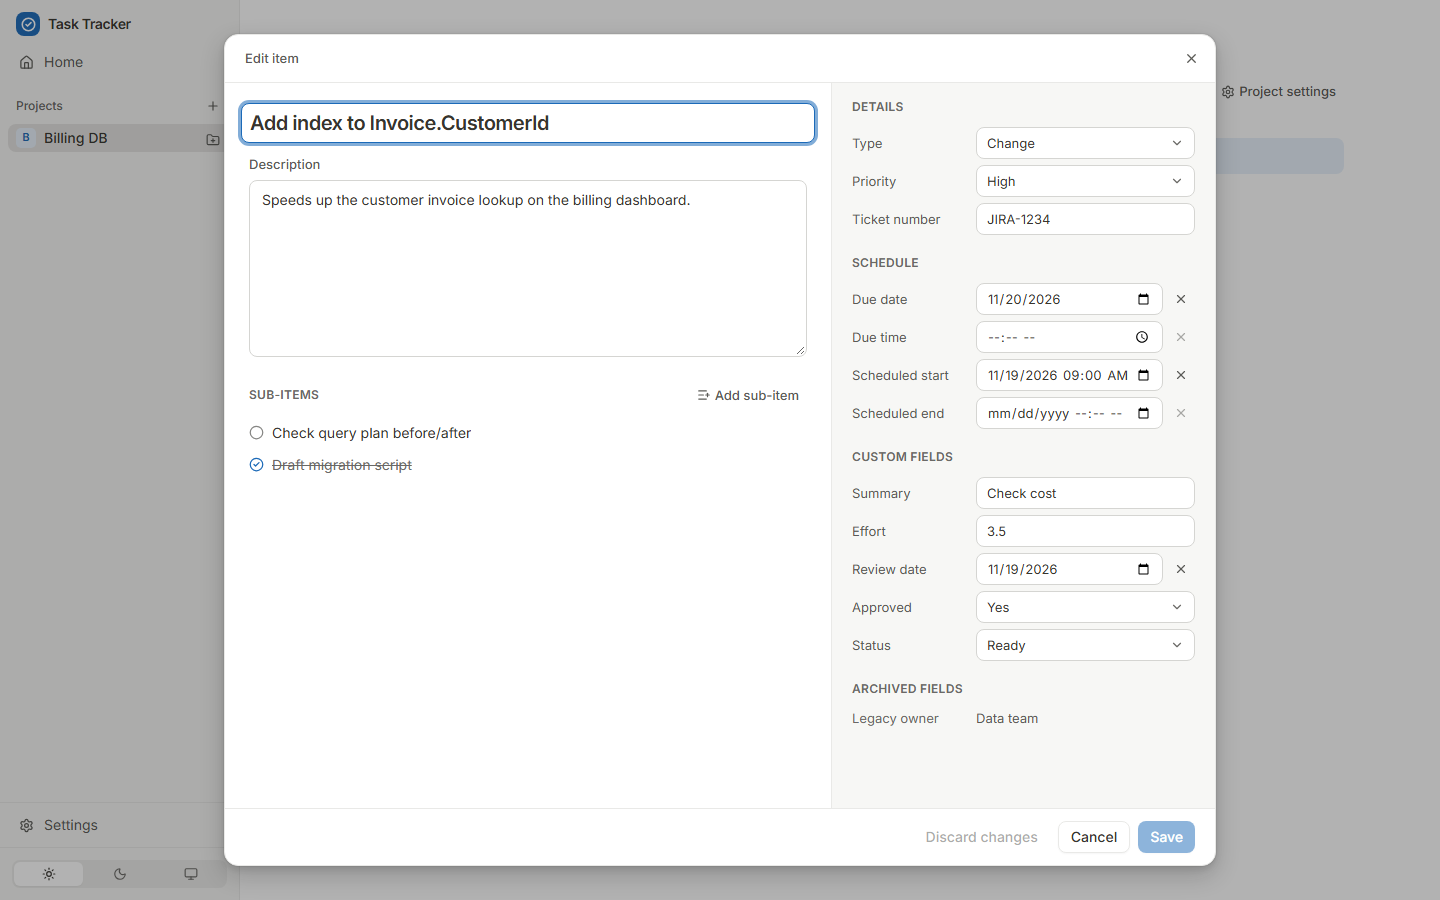 Task Tracker
Home
Projects
B Billing DB
Settings
Project settings
Edit item
Add index to Invoice.CustomerId
Description
Speeds up the customer invoice lookup on the billing dashboard.
SUB-ITEMS
Add sub-item
Check query plan before/after
Draft migration script
DETAILS
Type Change
Priority High
Ticket number JIRA-1234
SCHEDULE
Due date 11/20/2026
Due time --:-- --
Scheduled start 11/19/2026 09:00 AM
Scheduled end mm/dd/yyyy --:-- --
CUSTOM FIELDS
Summary Check cost
Effort 3.5
Review date 11/19/2026
Approved Yes
Status Ready
ARCHIVED FIELDS
Legacy owner Data team
Discard changes Cancel Save